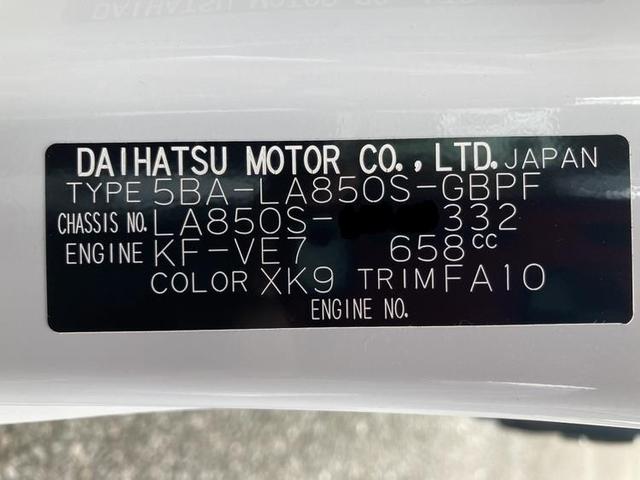 DAIHATSU MOTOR CO., LTD. JAPAN
TYPE 5BA-LA850S-GBPF
CHASSIS NO. LA850S- 332
ENGINE KF-VE7 658cc
COLOR XK9 TRIM FA10
ENGINE NO.